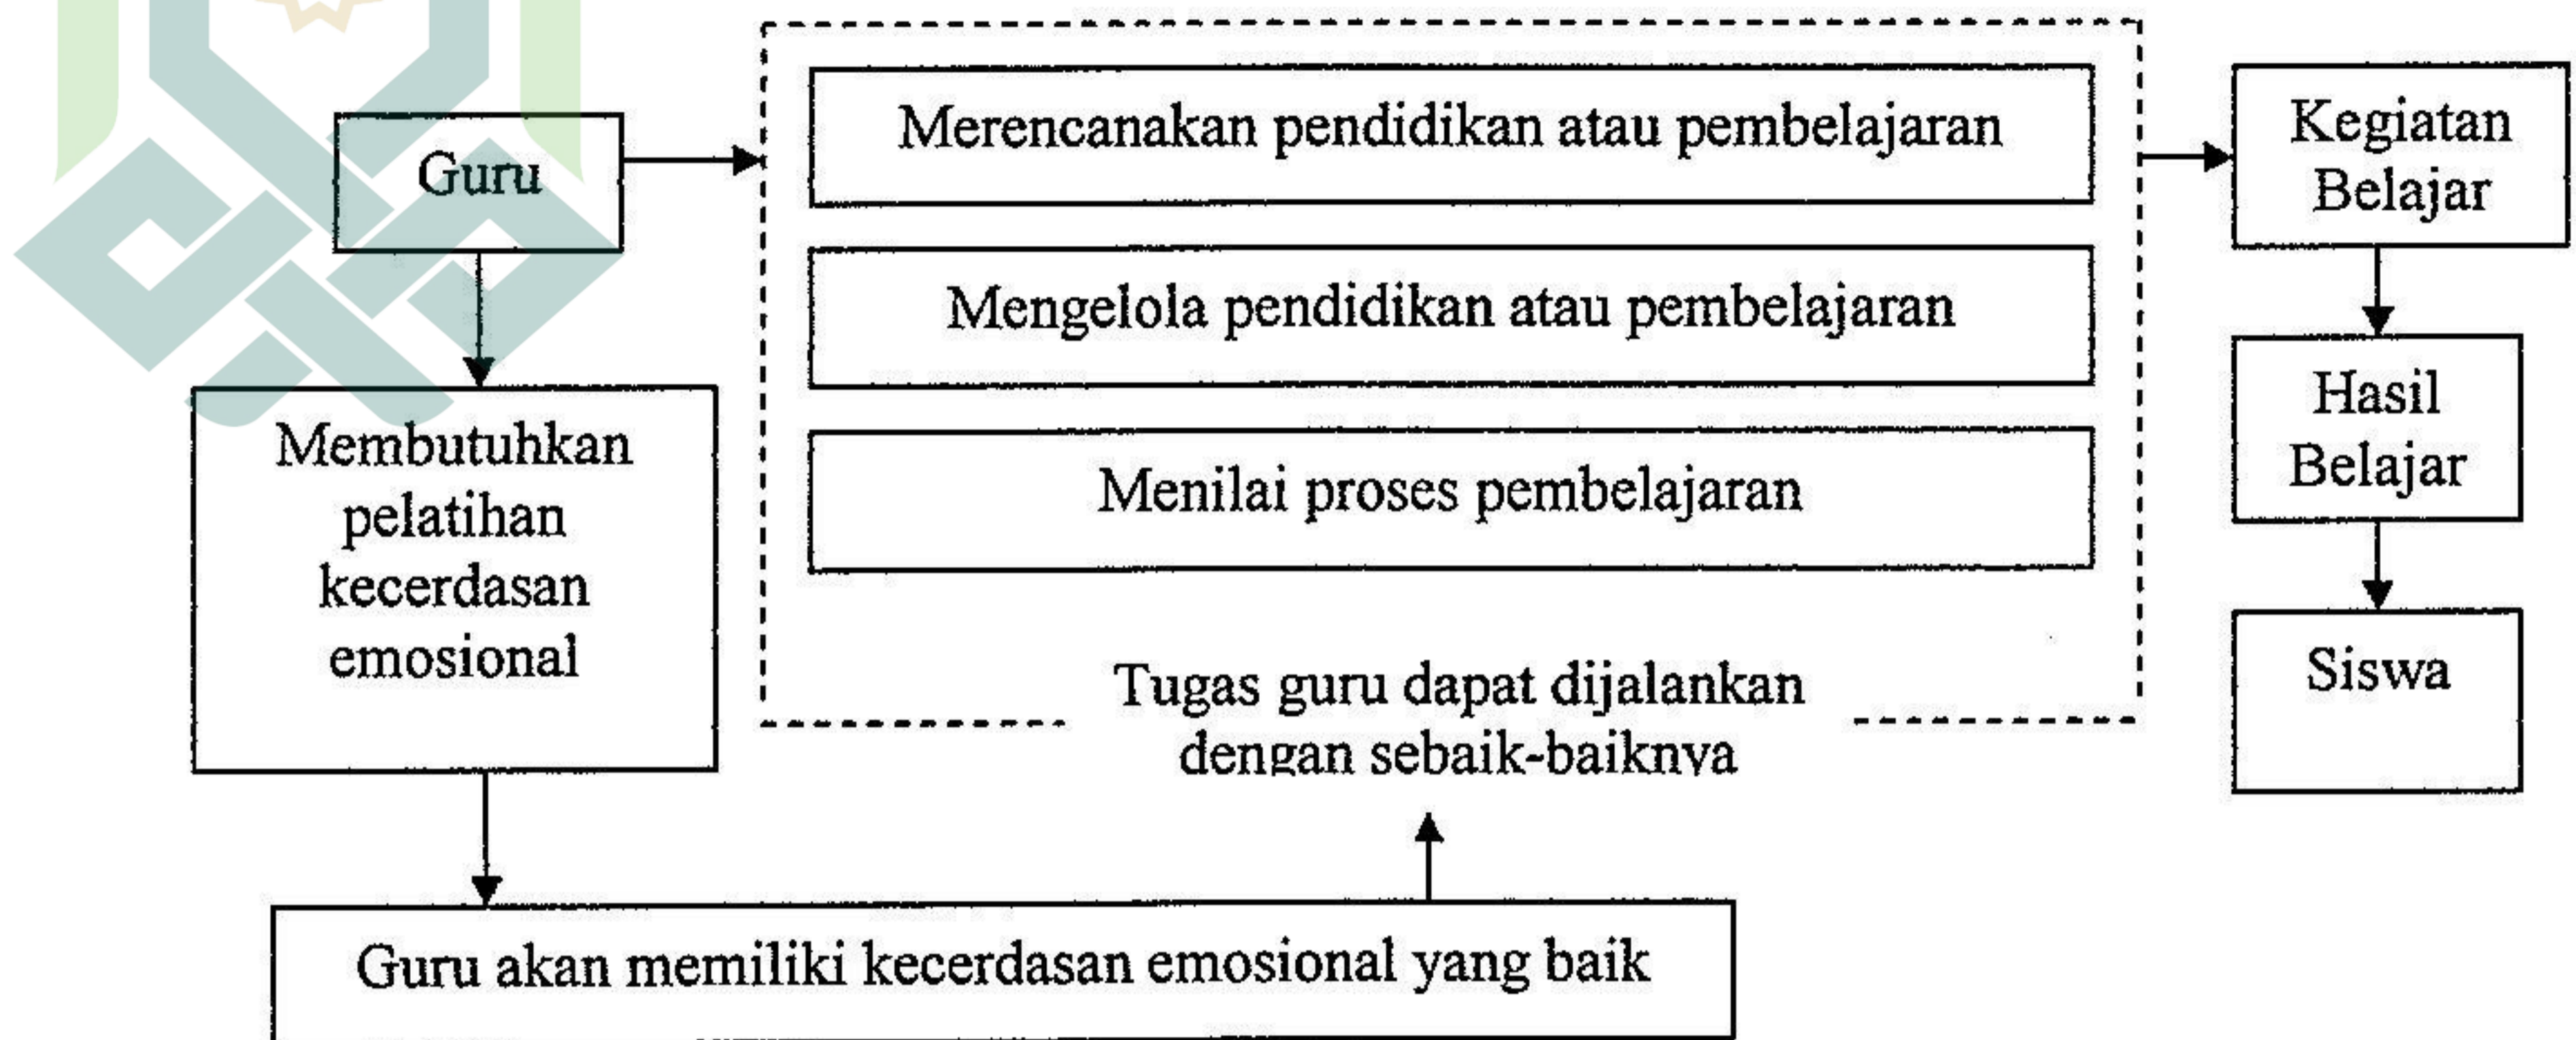 Guru
Merencanakan pendidikan atau pembelajaran
Mengelola pendidikan atau pembelajaran
Menilai proses pembelajaran
Tugas guru dapat dijalankan
dengan sebaik-baiknya
Kegiatan
Belajar
Hasil
Belajar
Siswa
Membutuhkan
pelatihan
kecerdasan
emosional
Guru akan memiliki kecerdasan emosional yang baik